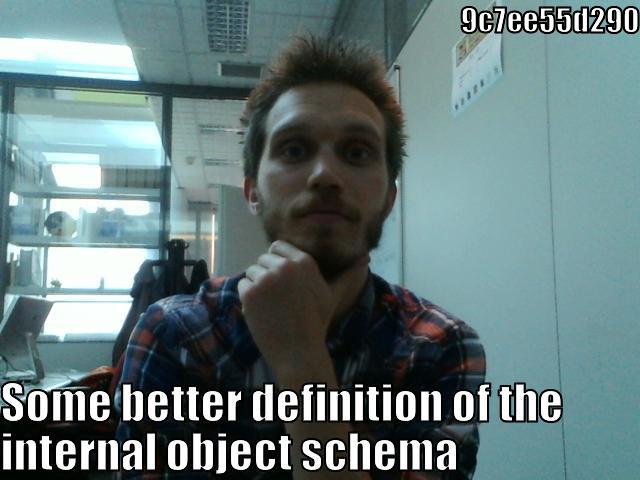 9c7ee55d290
Some better definition of the
internal object schema